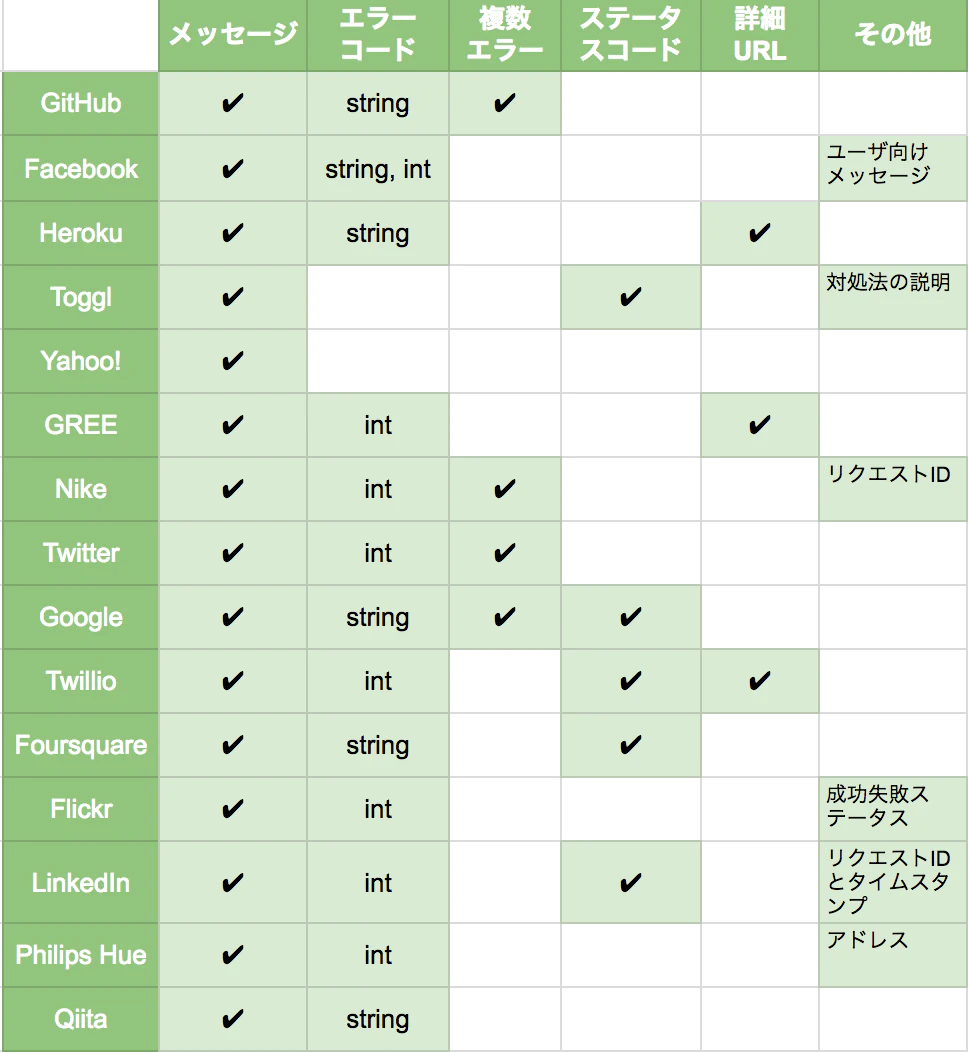 メッセージ エラーコード 複数エラー ステータスコード 詳細URL その他
GitHub ✔ string ✔
Facebook ✔ string, int ユーザ向けメッセージ
Heroku ✔ string ✔
Toggl ✔ ✔ 対処法の説明
Yahoo! ✔
GREE ✔ int ✔
Nike ✔ int ✔ リクエストID
Twitter ✔ int ✔
Google ✔ string ✔ ✔
Twillio ✔ int ✔ ✔
Foursquare ✔ string ✔
Flickr ✔ int 成功失敗ステータス
LinkedIn ✔ int ✔ リクエストIDとタイムスタンプ
Philips Hue ✔ int アドレス
Qiita ✔ string